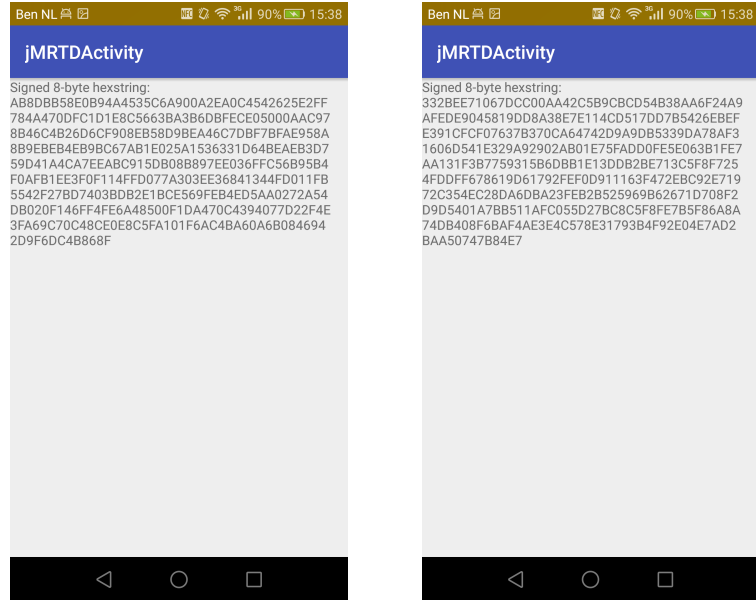 Ben NL 3G 90% 15:38
jMRTDActivity
Signed 8-byte hexstring:
AB8DBB58E0B94A4535C6A900A2EA0C4542625E2FF
784A470DFC1D1E8C5663BA3B6DBFECE05000AAC97
8B46C4B26D6CF908EB58D9BEA46C7DBF7BFAE958A
8B9EBEB4EB9BC67AB1E025A1536331D64BEAEB3D7
59D41A4CA7EEABC915DB08B897EE036FFC56B95B4
F0AFB1EE3F0F114FFD077A303EE36841344FD011FB
5542F27BD7403BDB2E1BCE569FEB4ED5AA0272A54
DB020F146FF4FE6A48500F1DA470C4394077D22F4E
3FA69C70C48CE0E8C5FA101F6AC4BA60A6B084694
2D9F6DC4B868F
Ben NL 3G 90% 15:38
jMRTDActivity
Signed 8-byte hexstring:
332BEE71067DCC00AA42C5B9CBCD54B38AA6F24A9
AFEDE9045819DD8A38E7E114CD517DD7B5426EBEF
E391CFCF07637B370CA64742D9A9DB5339DA78AF3
1606D541E329A92902AB01E75FADD0FE5E063B1FE7
AA131F3B7759315B6DBB1E13DDB2BE713C5F8F725
4FDDFF678619D61792FEF0D911163F472EBC92E719
72C354EC28DA6DBA23FEB2B525969B62671D708F2
D9D5401A7BB511AFC055D27BC8C5F8FE7B5F86A8A
74DB408F6BAF4AE3E4C578E31793B4F92E04E7AD2
BAA50747B84E7